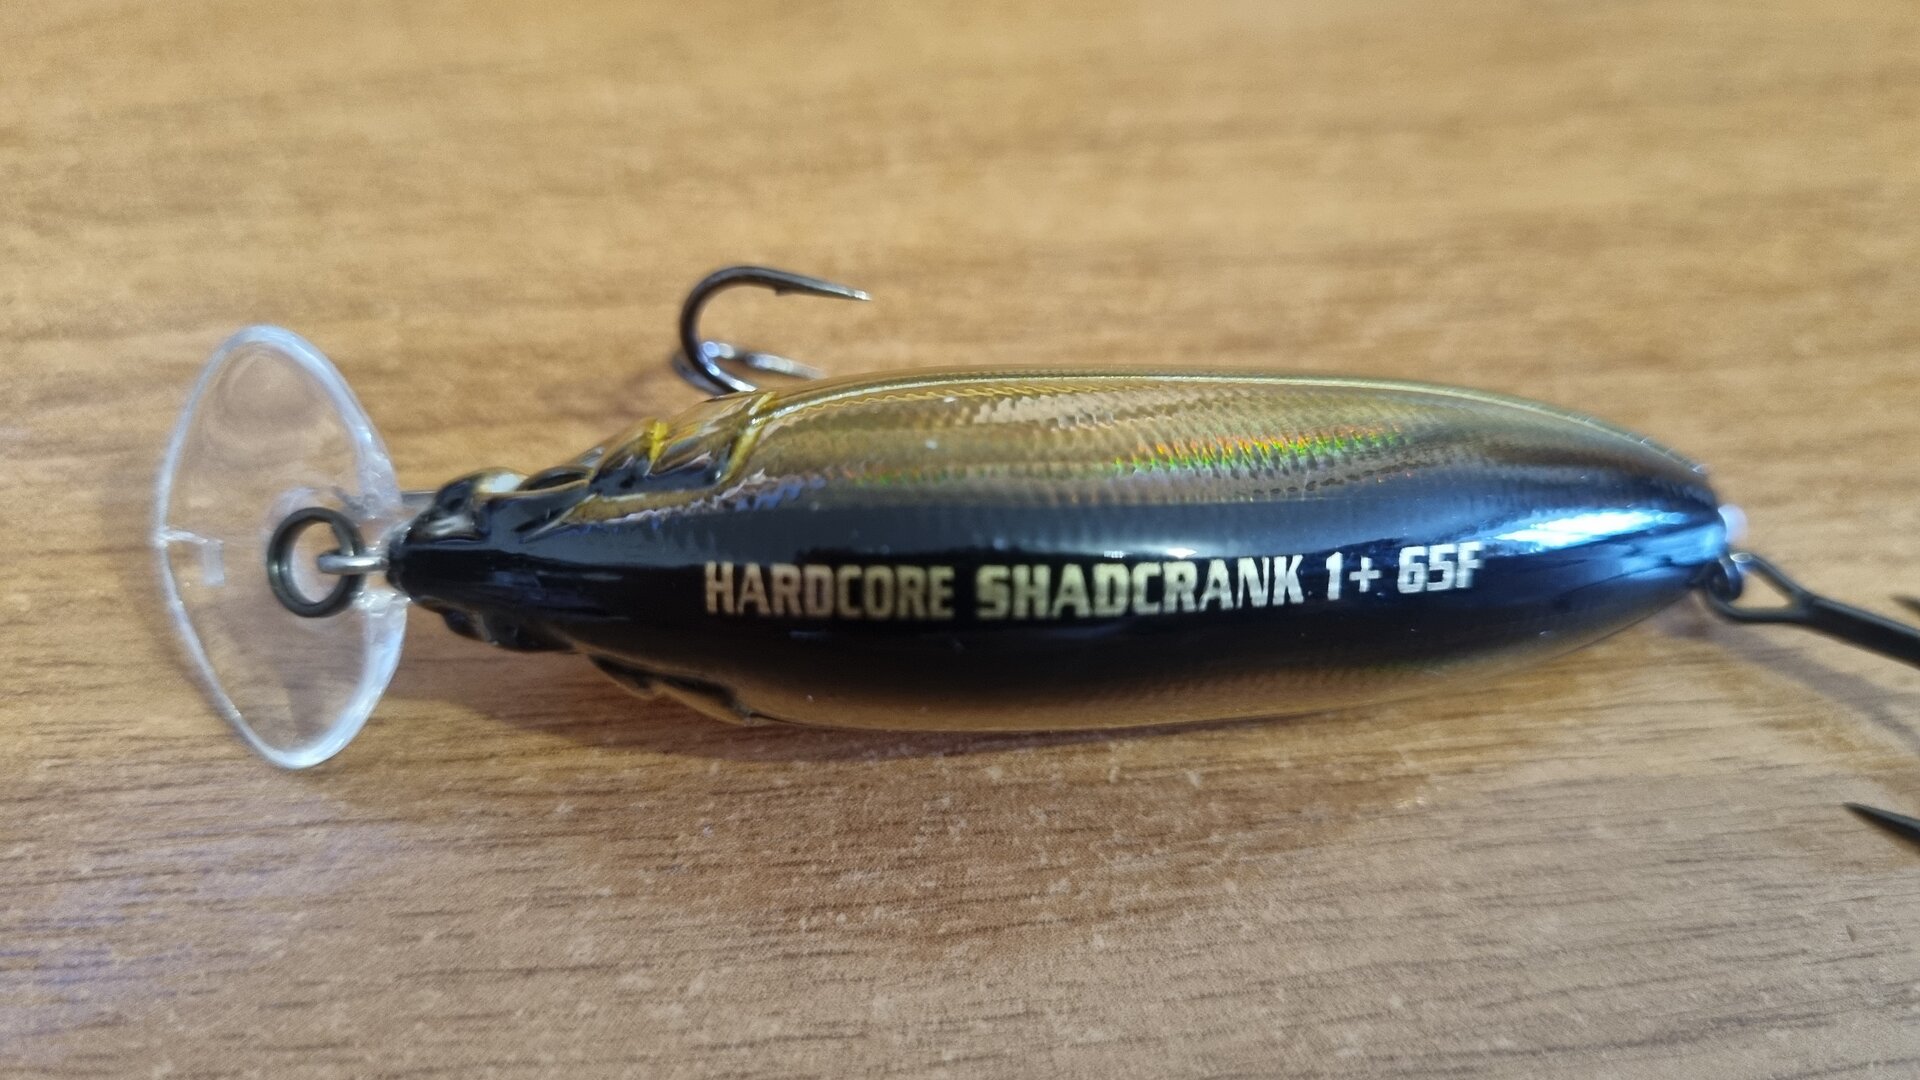 HARDCORE SHADCRANK 1+ 65F